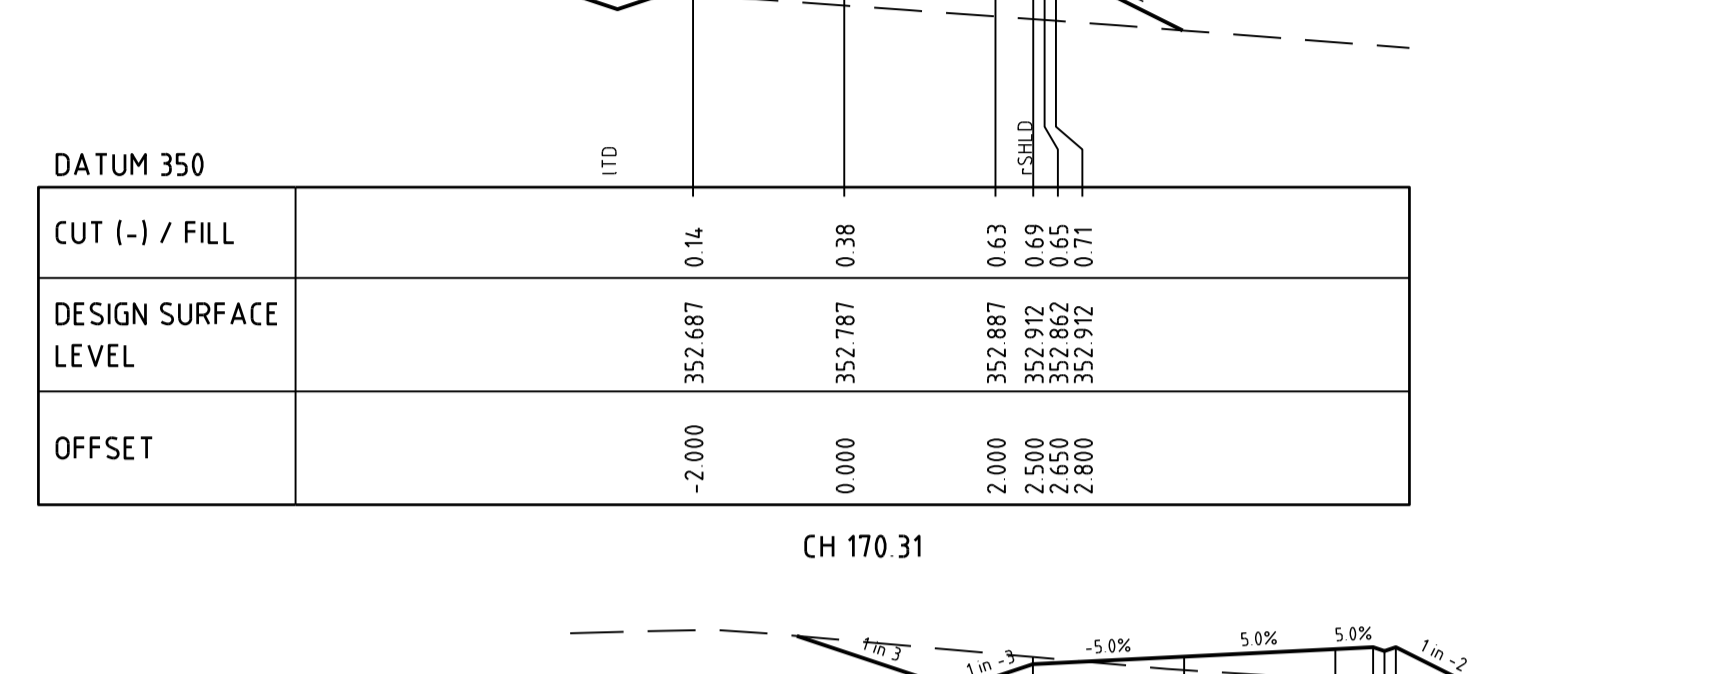 lTD
rSHLD
DATUM 350
CUT (-) / FILL
0.14
0.38
0.63
0.69
0.65
0.71
DESIGN SURFACE
LEVEL
352.687
352.787
352.887
352.912
352.862
352.912
OFFSET
-2.000
0.000
2.000
2.500
2.650
2.800
CH 170.31
1 in 3
1 in -3
-5.0%
5.0%
5.0%
1 in -2